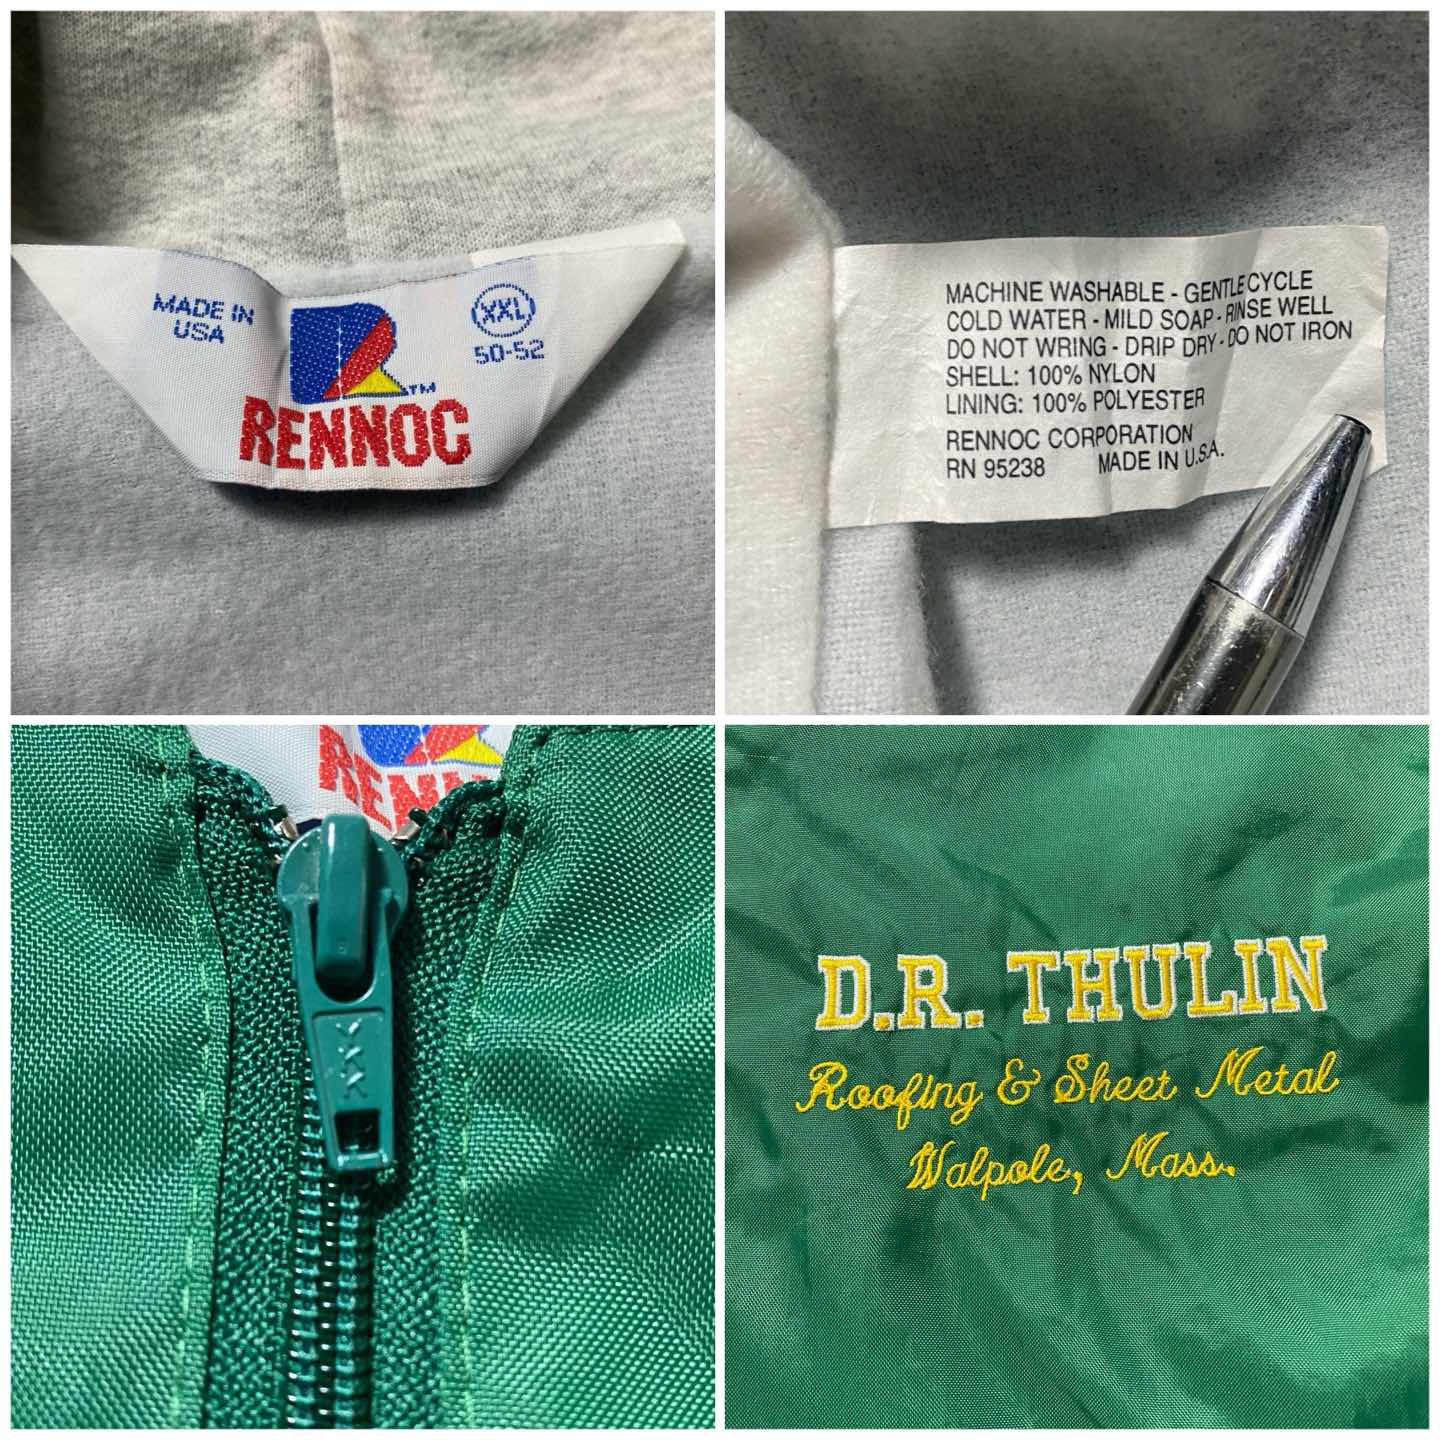 MADE IN
USA
XXL
50-52
TM
RENNOC
MACHINE WASHABLE - GENTLE CYCLE
COLD WATER - MILD SOAP - RINSE WELL
DO NOT WRING - DRIP DRY - DO NOT IRON
SHELL: 100% NYLON
LINING: 100% POLYESTER
RENNOC CORPORATION
RN 95238 MADE IN U.S.A.
RENN
D.R. THULIN
Roofing & Sheet Metal
Walpole, Mass.